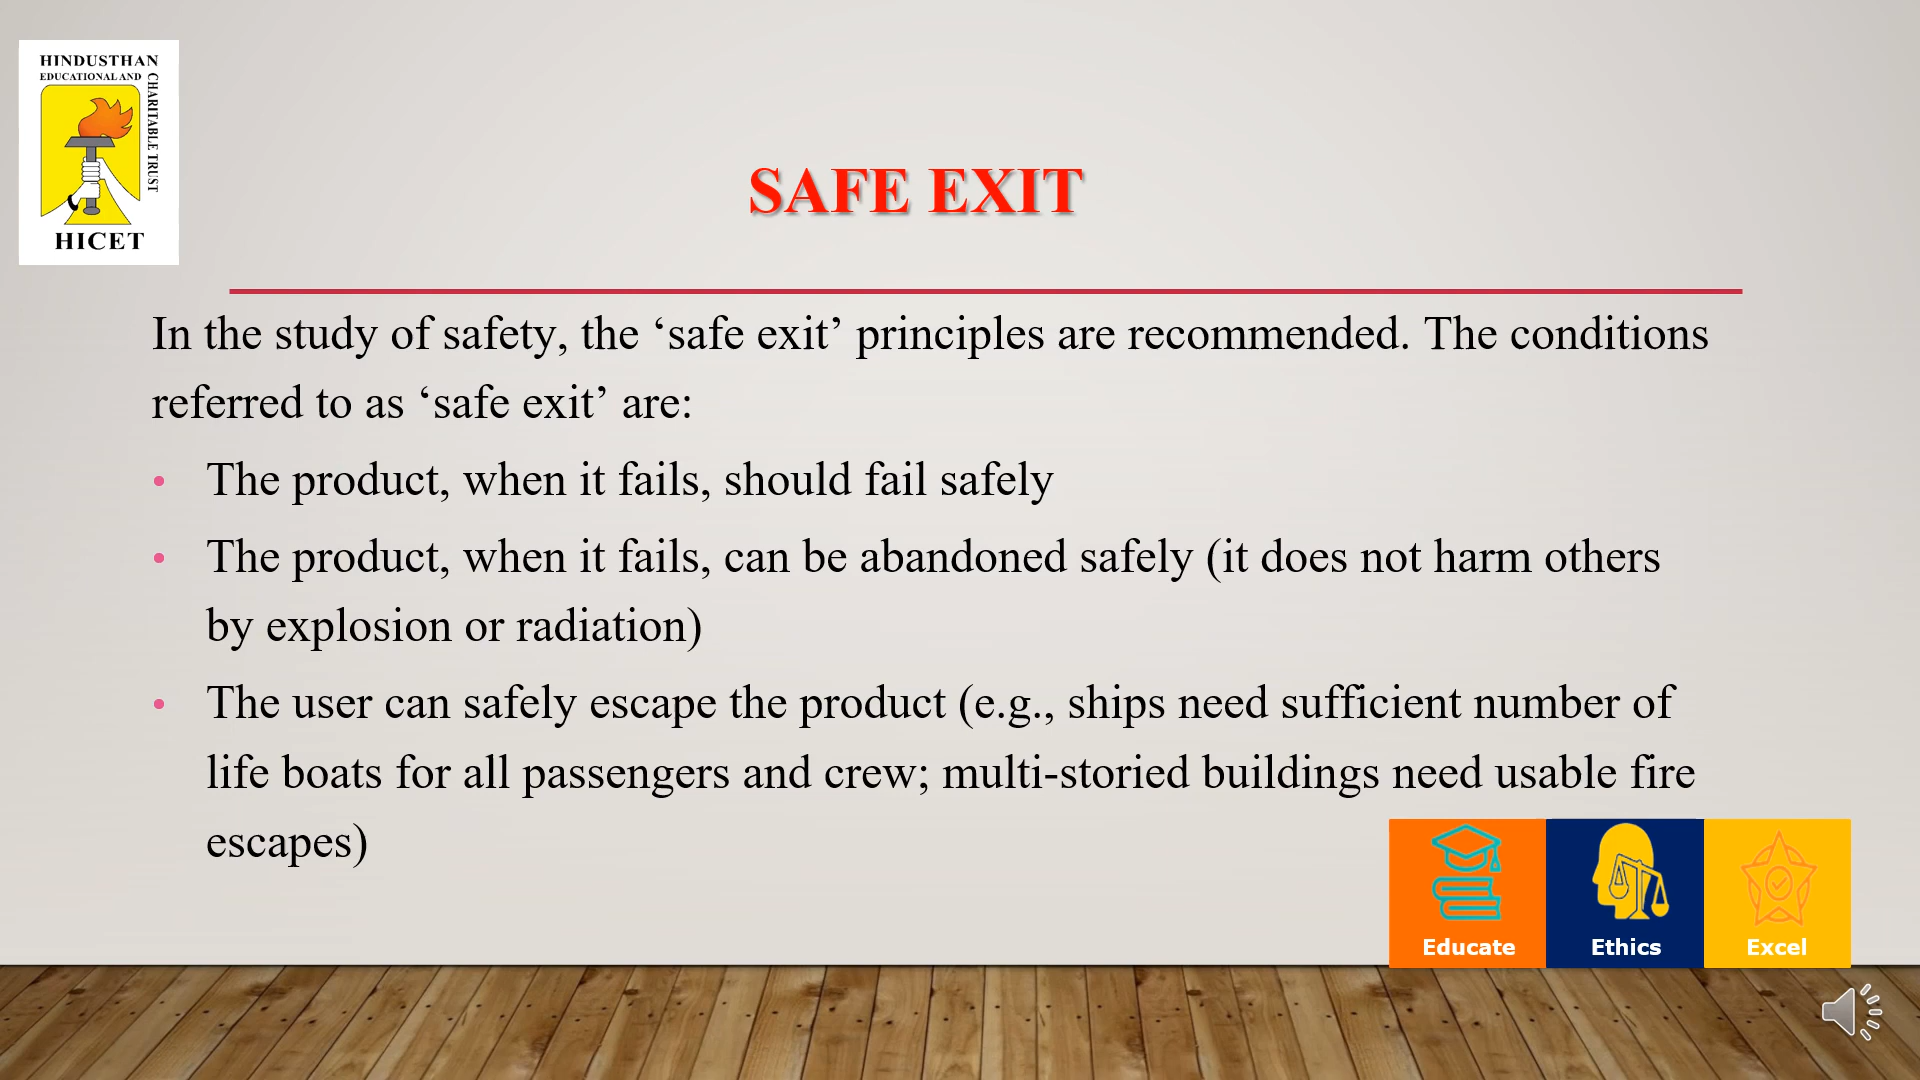 HINDUSTHAN
EDUCATIONAL AND
CHARITABLE TRUST
HICET
SAFE EXIT
In the study of safety, the ‘safe exit’ principles are recommended. The conditions
referred to as ‘safe exit’ are:
• The product, when it fails, should fail safely
• The product, when it fails, can be abandoned safely (it does not harm others
by explosion or radiation)
• The user can safely escape the product (e.g., ships need sufficient number of
life boats for all passengers and crew; multi-storied buildings need usable fire
escapes)
Educate
Ethics
Excel